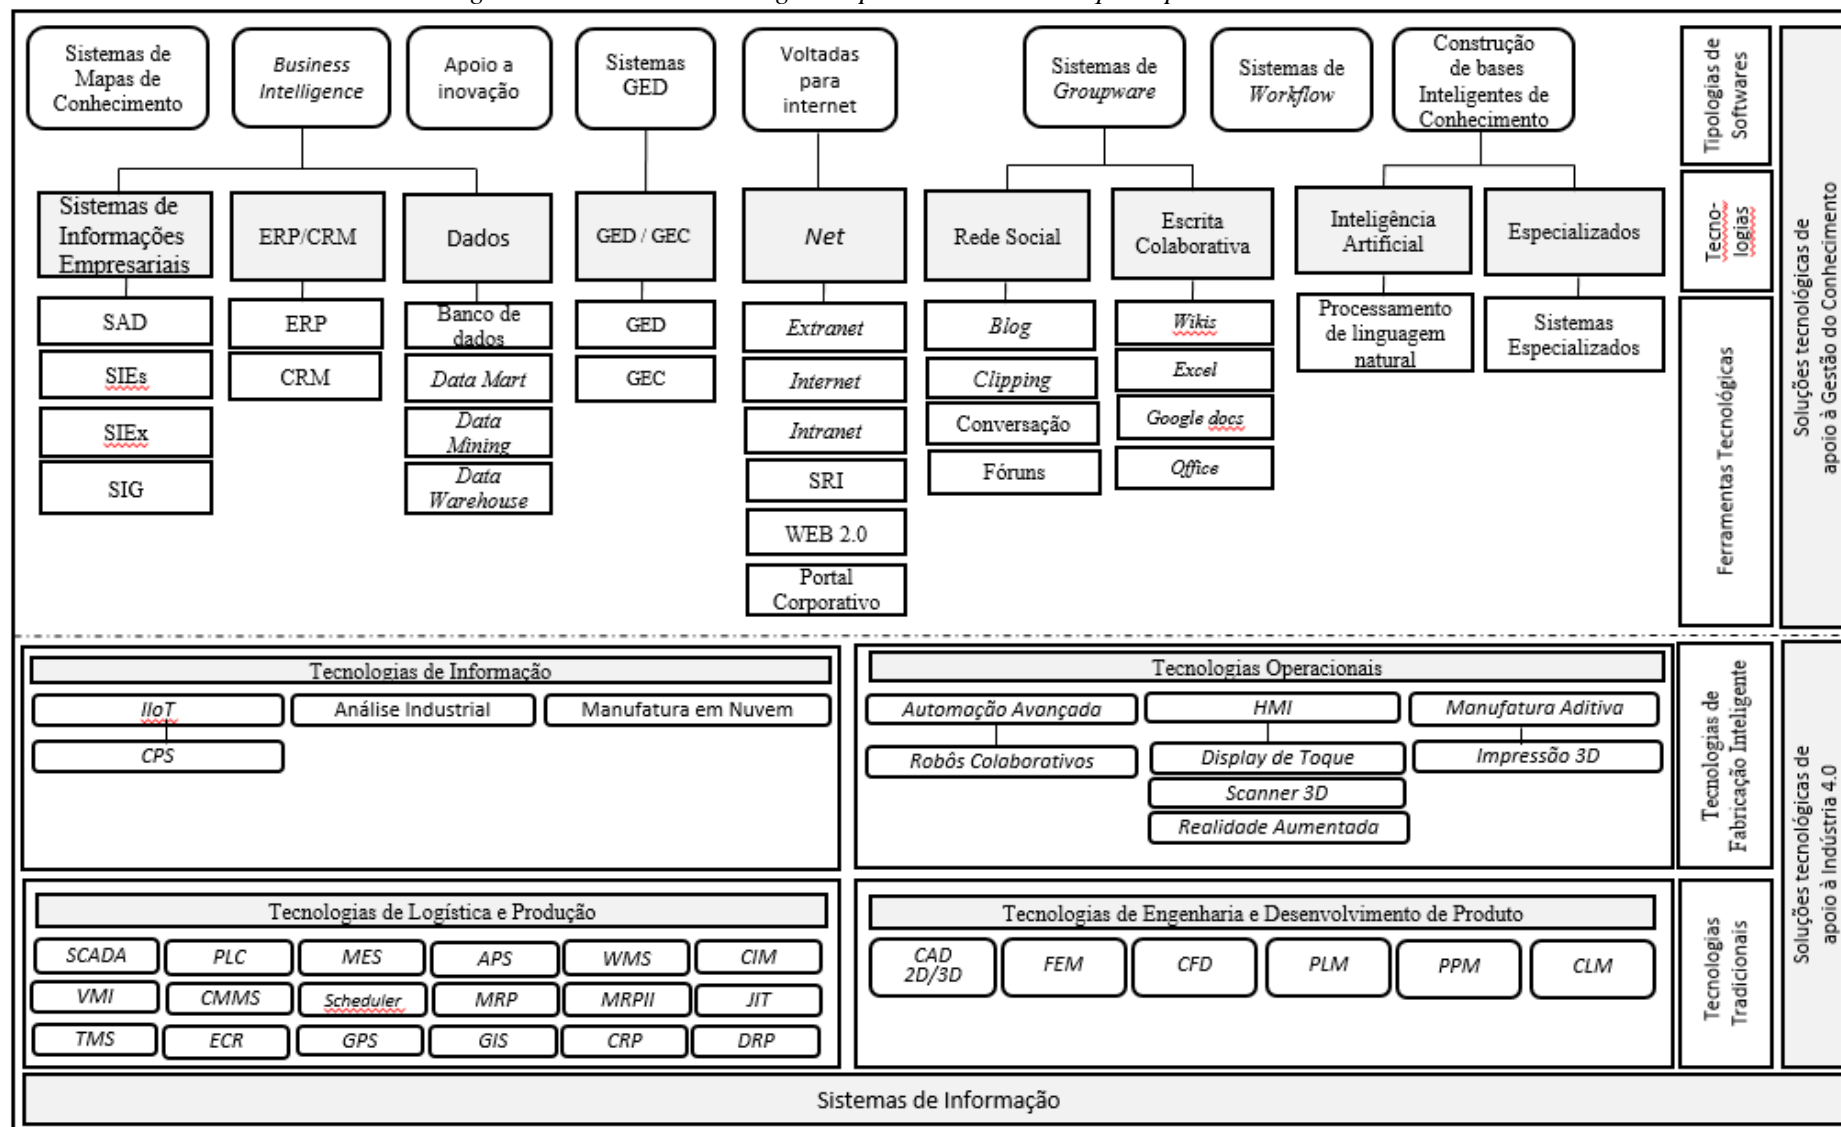 Sistemas de
Mapas de
Conhecimento
Business
Intelligence
Apoio a
inovação
Sistemas
GED
Voltadas
para
internet
Sistemas de
Groupware
Sistemas de
Workflow
Construção
de bases
Inteligentes de
Conhecimento
Tipologias de
Softwares
Sistemas de
Informações
Empresariais
ERP/CRM
Dados
GED / GEC
Net
Rede Social
Escrita
Colaborativa
Inteligência
Artificial
Especializados
Tecno-
logias
SAD
SIEs
SIEx
SIG
ERP
CRM
Banco de
dados
Data Mart
Data
Mining
Data
Warehouse
GED
GEC
Extranet
Internet
Intranet
SRI
WEB 2.0
Portal
Corporativo
Blog
Clipping
Conversação
Fóruns
Wikis
Excel
Google docs
Office
Processamento
de linguagem
natural
Sistemas
Especializados
Ferramentas Tecnológicas
Soluções tecnológicas de
apoio à Gestão do Conhecimento
Tecnologias de Informação
IIoT
CPS
Análise Industrial
Manufatura em Nuvem
Tecnologias Operacionais
Automação Avançada
Robôs Colaborativos
HMI
Display de Toque
Scanner 3D
Realidade Aumentada
Manufatura Aditiva
Impressão 3D
Tecnologias de
Fabricação Inteligente
Tecnologias de Logística e Produção
SCADA PLC MES APS WMS CIM
VMI CMMS Scheduler MRP MRPII JIT
TMS ECR GPS GIS CRP DRP
Tecnologias de Engenharia e Desenvolvimento de Produto
CAD
2D/3D
FEM
CFD
PLM
PPM
CLM
Tecnologias
Tradicionais
Soluções tecnológicas de
apoio à Indústria 4.0
Sistemas de Informação